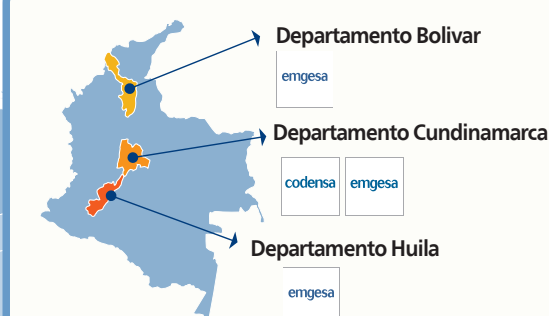 Departamento Bolivar
emgesa
Departamento Cundinamarca
codensa emgesa
Departamento Huila
emgesa